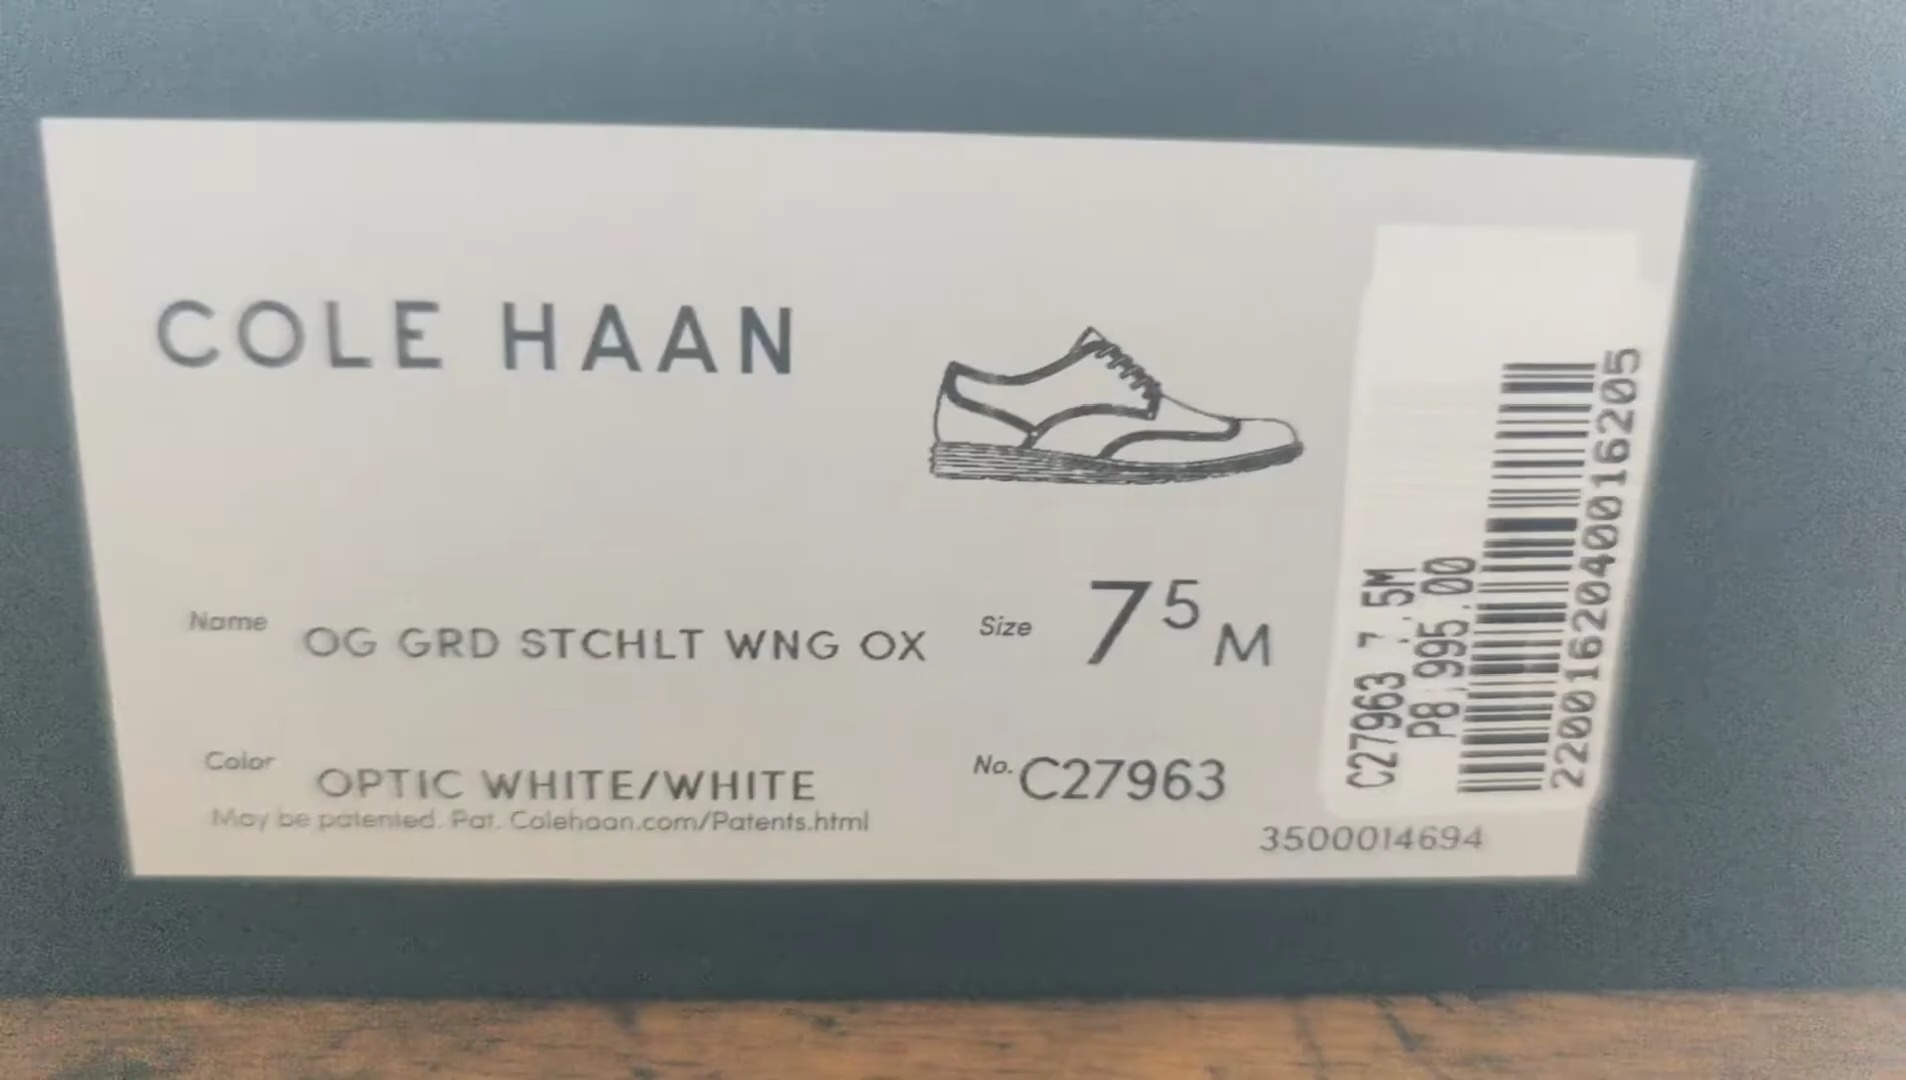 COLE HAAN
Name OG GRD STCHLT WNG OX
Size 7 5 M
Color OPTIC WHITE/WHITE
No. C27963
May be patented. Pat. Colehaan.com/Patents.html
3500014694
C27963 7.5M
P8,995.00
2200162040016205